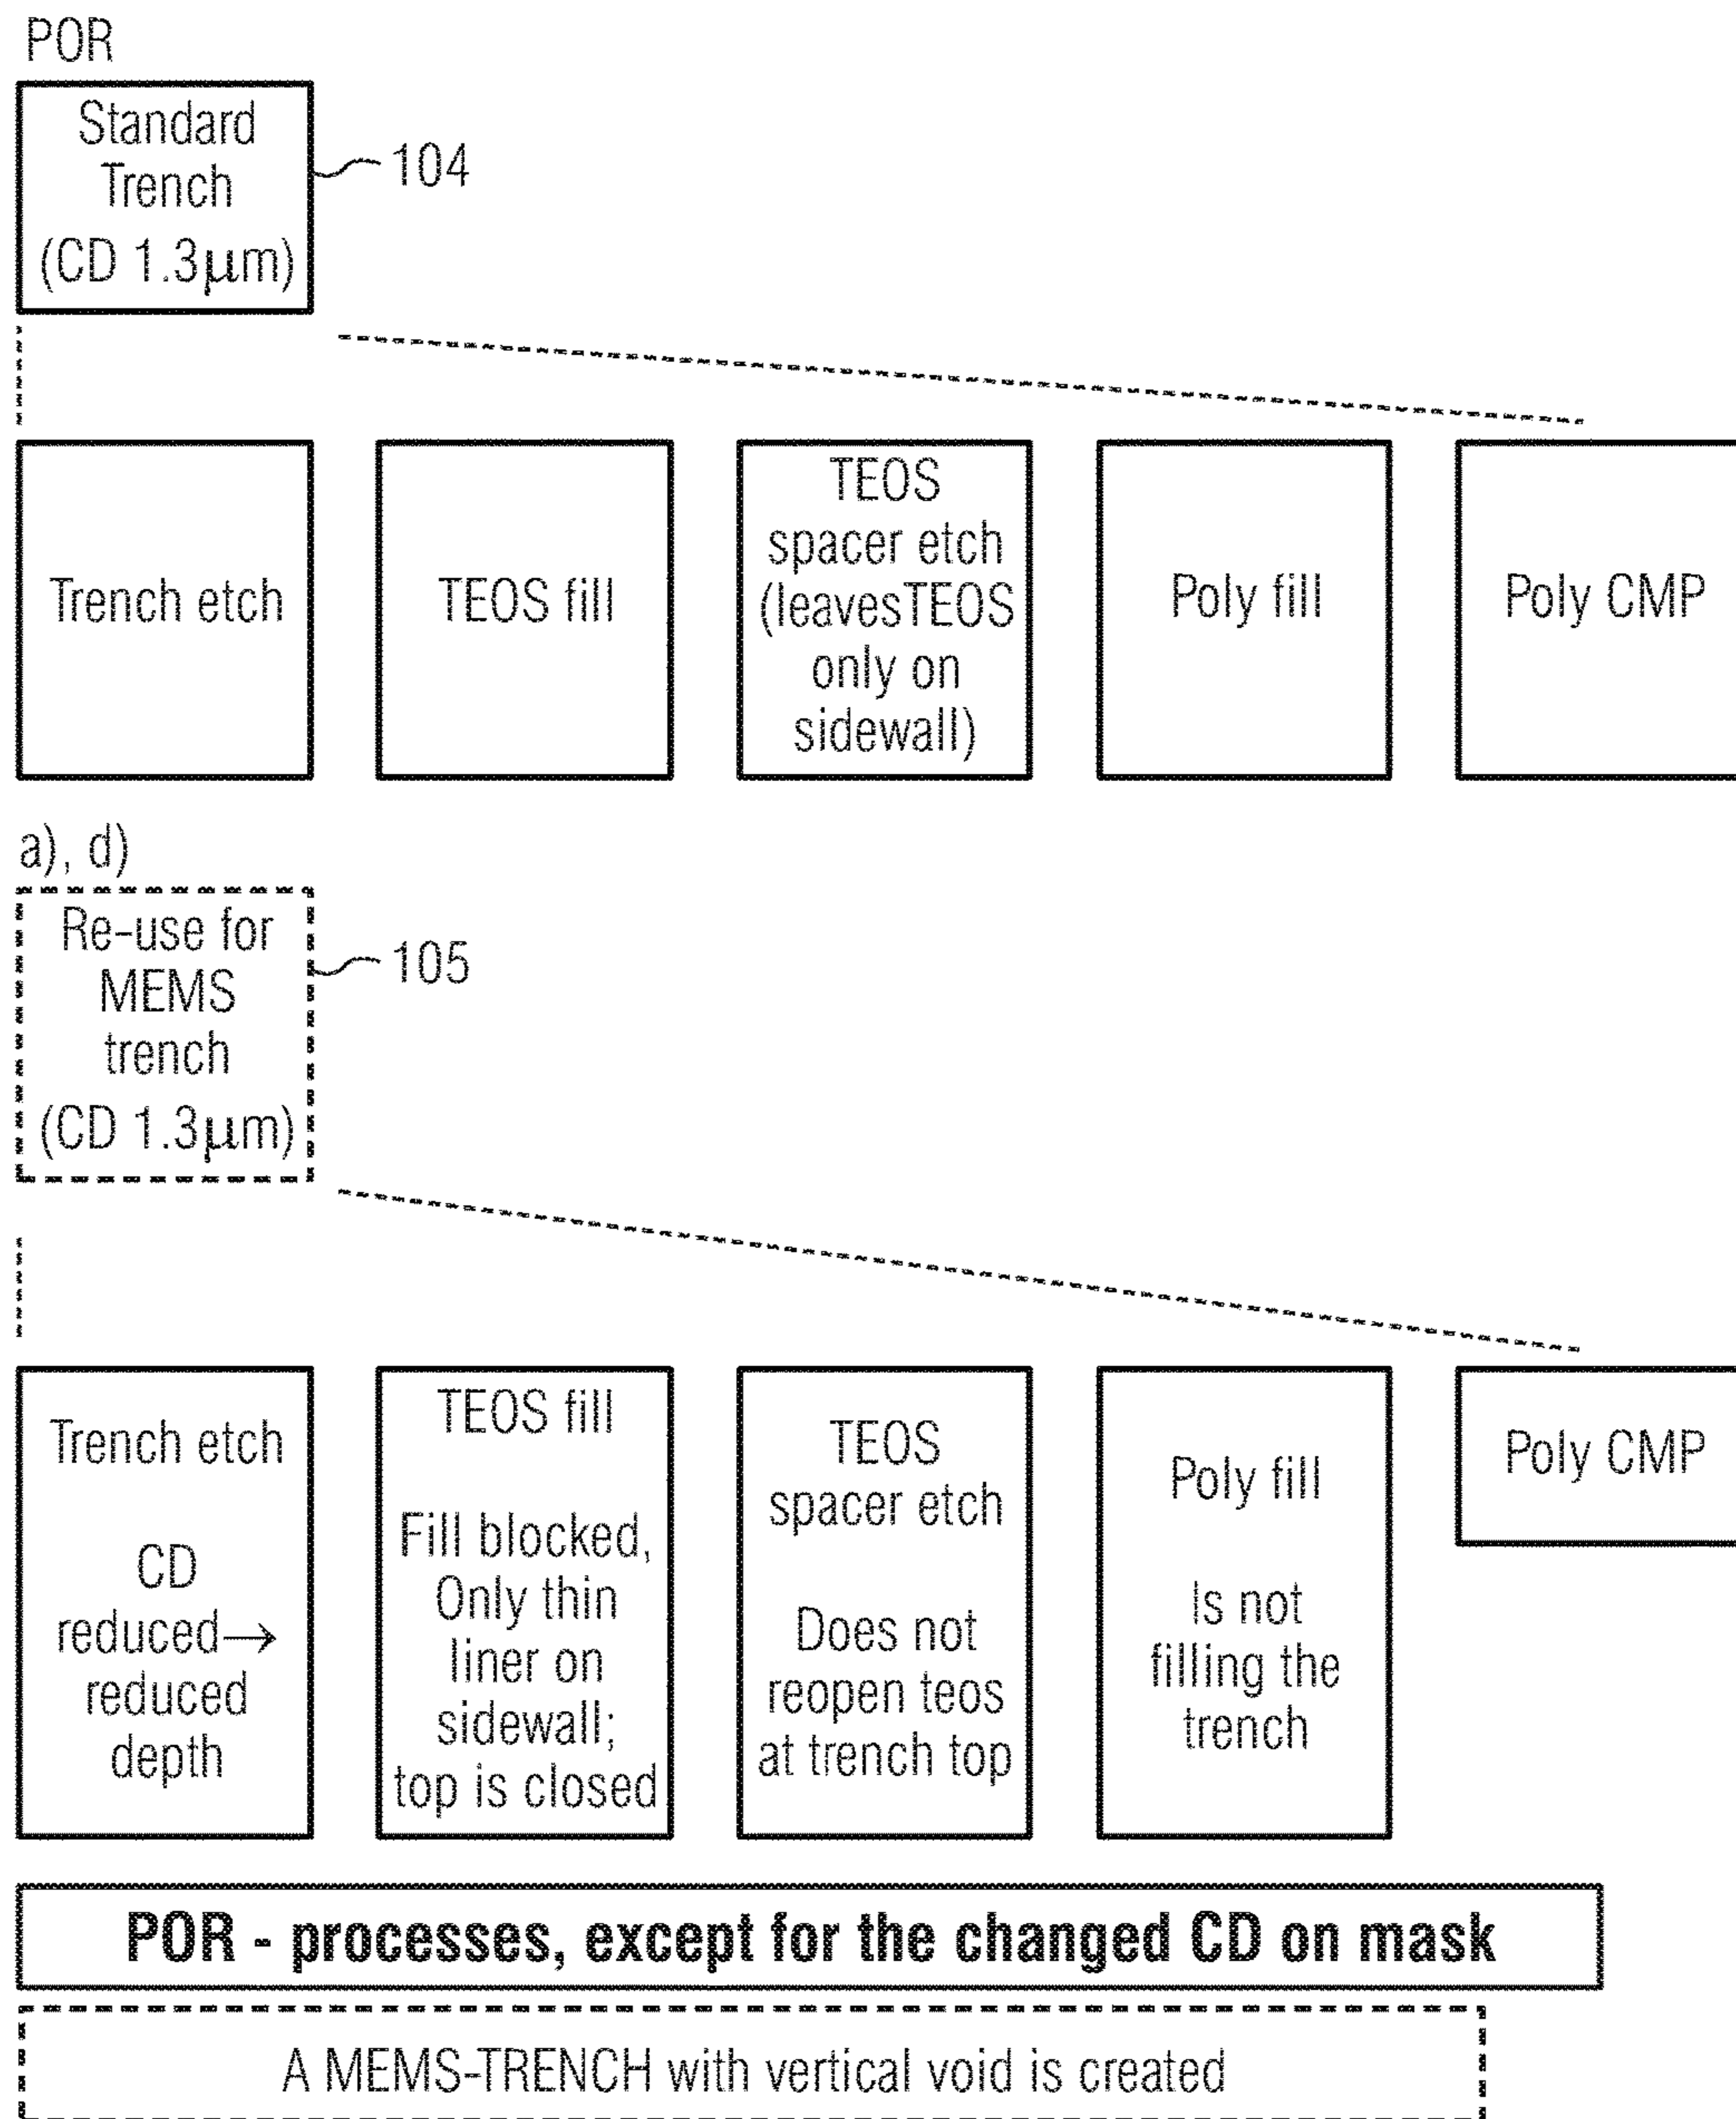 POR
Standard
Trench
(CD 1.3µm)
104
Trench etch
TEOS fill
TEOS
spacer etch
(leavesTEOS
only on
sidewall)
Poly fill
Poly CMP
a), d)
Re-use for
MEMS
trench
(CD 1.3µm)
105
Trench etch
CD
reduced→
reduced
depth
TEOS fill
Fill blocked,
Only thin
liner on
sidewall;
top is closed
TEOS
spacer etch
Does not
reopen teos
at trench top
Poly fill
Is not
filling the
trench
Poly CMP
POR - processes, except for the changed CD on mask
A MEMS-TRENCH with vertical void is created